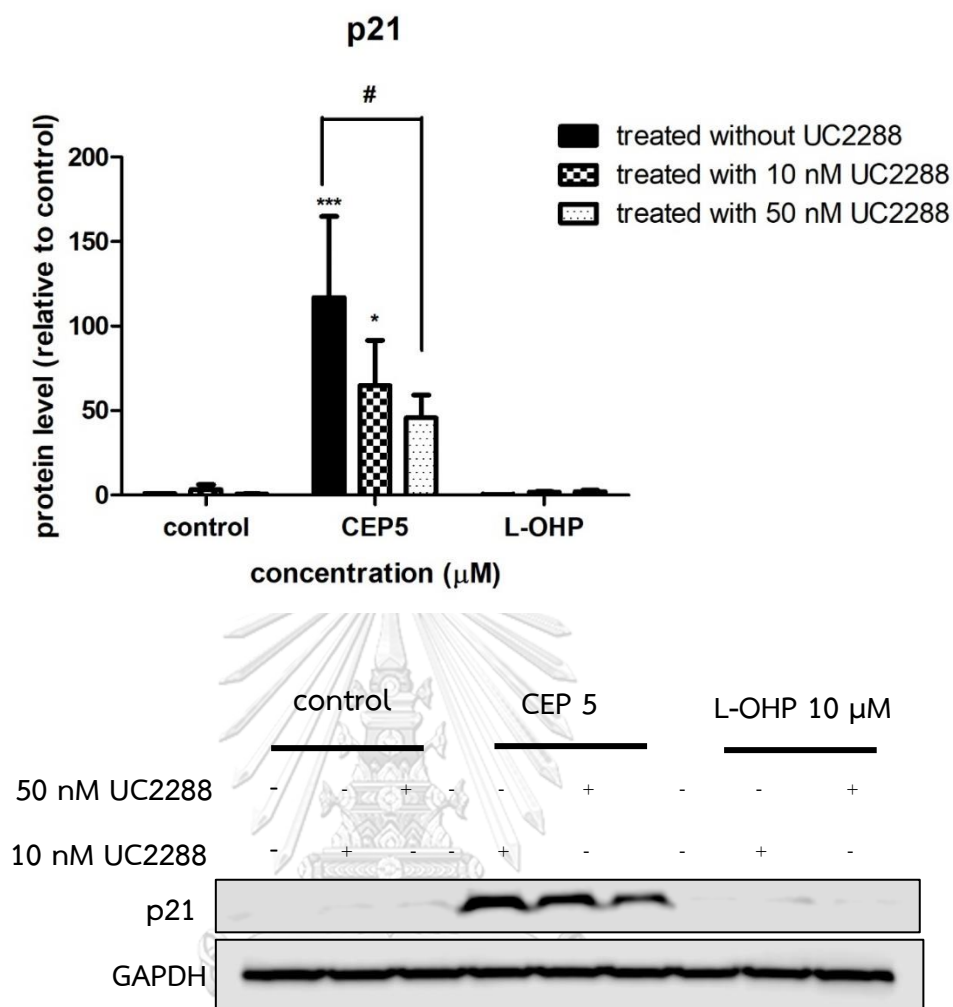 p21
#
200
150
100
50
0
***
*
protein level (relative to control)
control CEP5 L-OHP
concentration (μM)
treated without UC2288
treated with 10 nM UC2288
treated with 50 nM UC2288
control CEP 5 L-OHP 10 μM
50 nM UC2288 - - + - - + - - +
10 nM UC2288 - + - - + - - + -
p21
GAPDH